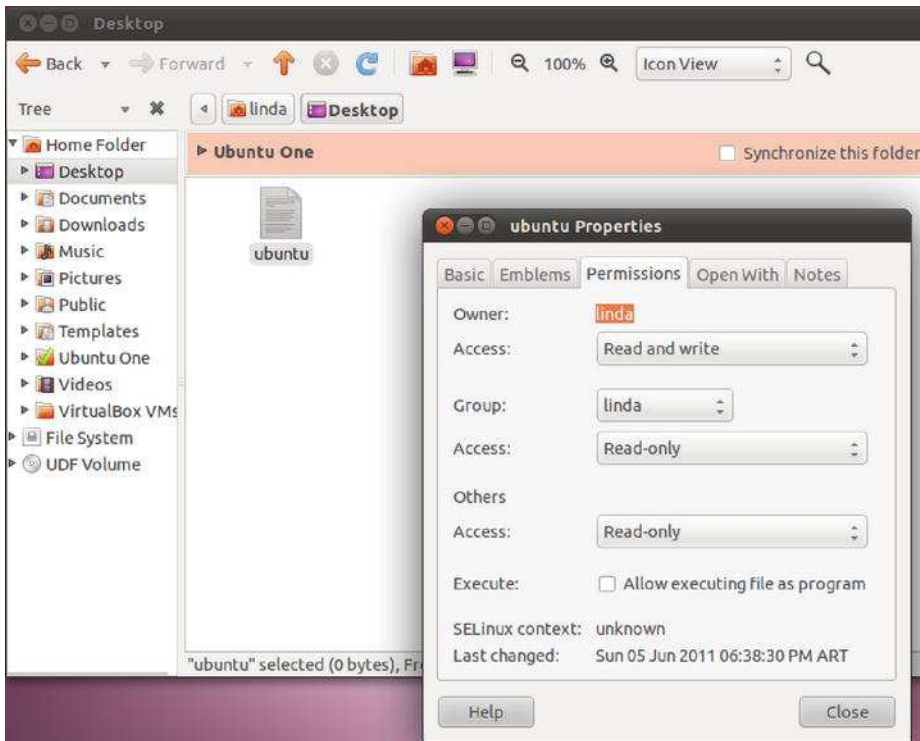 Desktop
Back Forward 100% Icon View
Tree linda Desktop
Home Folder
Desktop
Documents
Downloads
Music
Pictures
Public
Templates
Ubuntu One
Videos
VirtualBox VMs
File System
UDF Volume
Ubuntu One Synchronize this folder
ubuntu
"ubuntu" selected (0 bytes), Fr
ubuntu Properties
Basic Emblems Permissions Open With Notes
Owner: linda
Access: Read and write
Group: linda
Access: Read-only
Others
Access: Read-only
Execute: Allow executing file as program
SELinux context: unknown
Last changed: Sun 05 Jun 2011 06:38:30 PM ART
Help Close